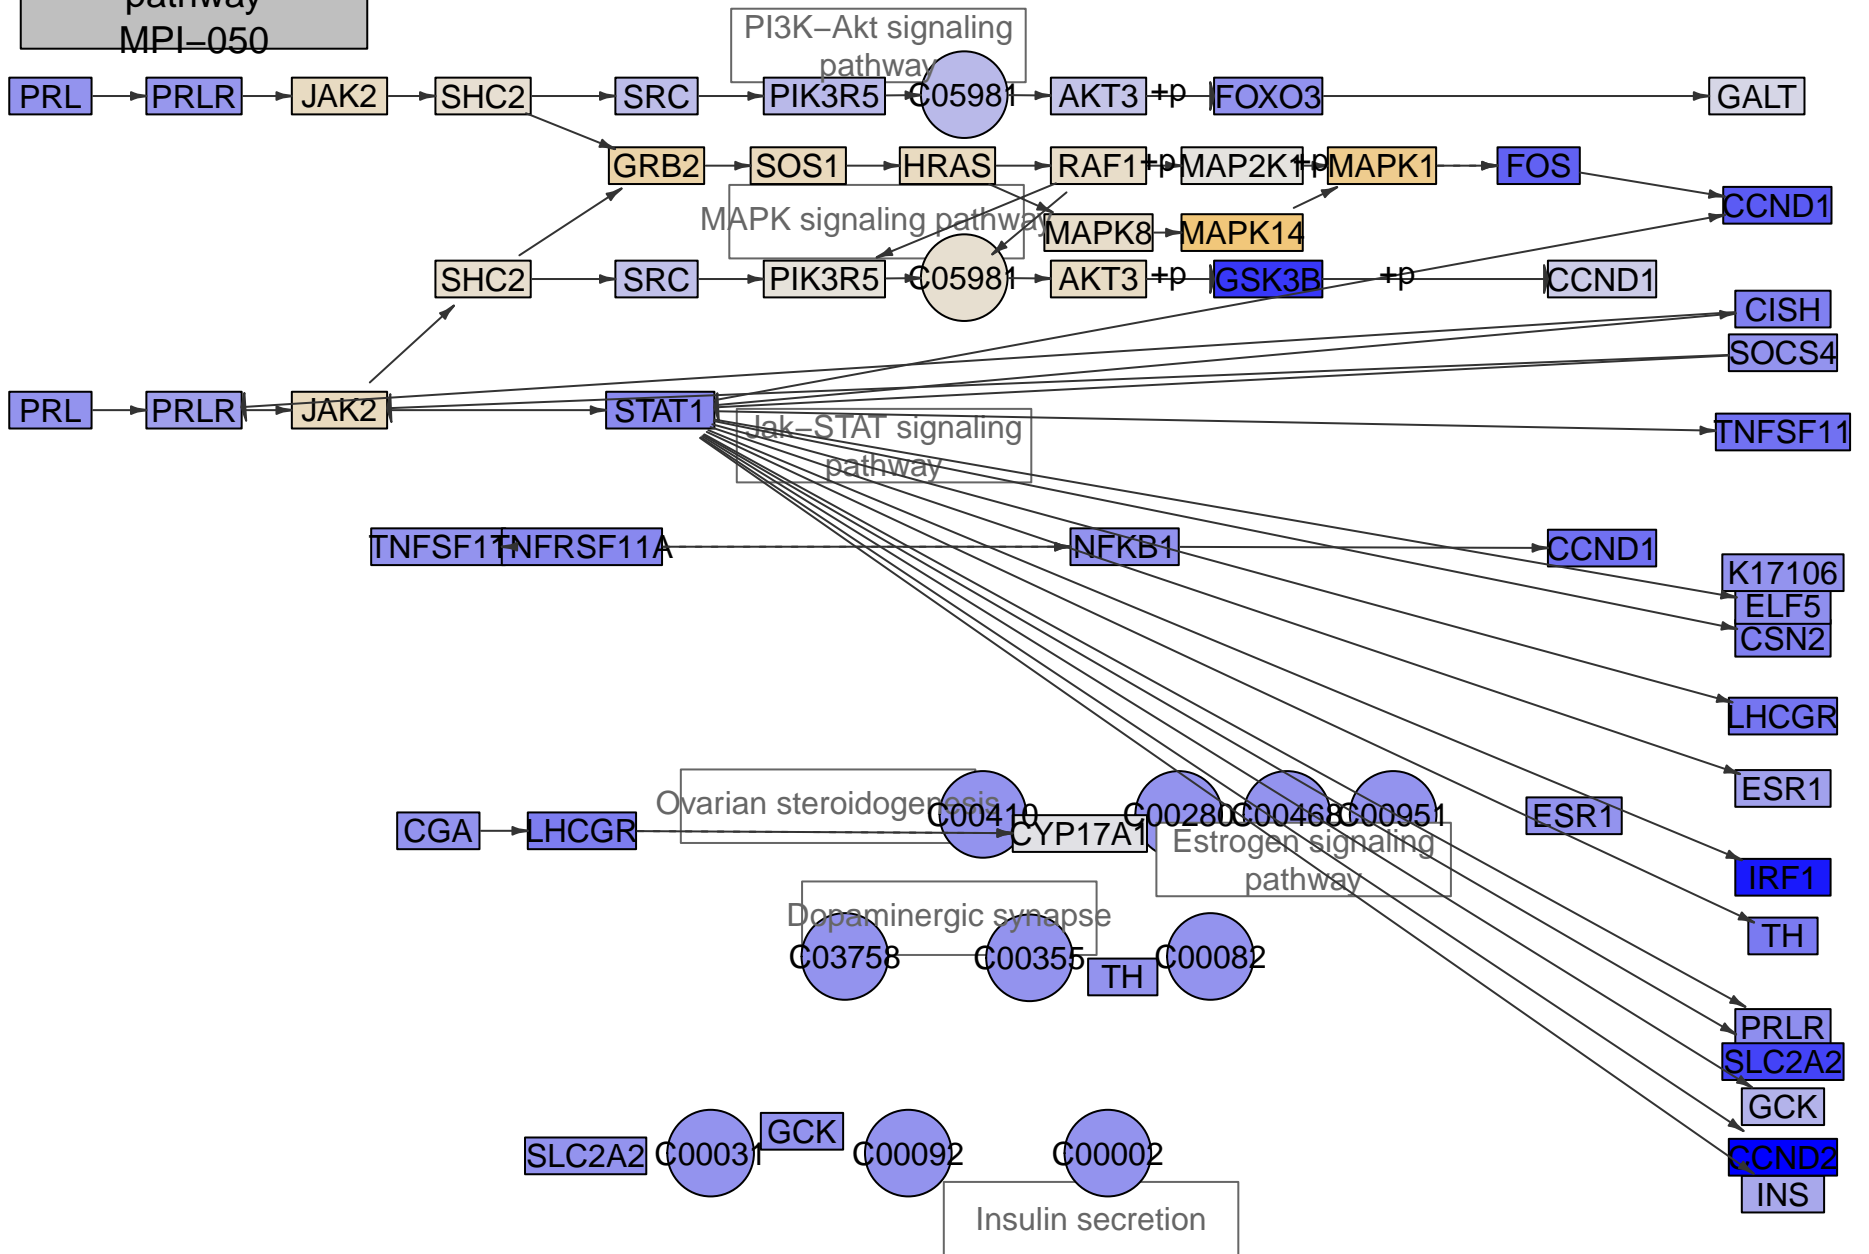 pathway
MPI−050
PI3K−Akt signaling
pathway
PRL
PRLR
JAK2
SHC2
SRC
PIK3R5
C05981
AKT3
+p
FOXO3
GALT
GRB2
SOS1
HRAS
RAF1
+p
MAP2K1
+p
MAPK1
FOS
MAPK signaling pathway
MAPK8
MAPK14
CCND1
SHC2
SRC
PIK3R5
C05981
AKT3
+p
GSK3B
+p
CCND1
CISH
SOCS4
PRL
PRLR
JAK2
STAT1
Jak−STAT signaling
pathway
TNFSF11
TNFSF11
TNFRSF11A
NFKB1
CCND1
K17106
ELF5
CSN2
LHCGR
ESR1
Ovarian steroidogenesis
C00410
C00280
C00468
C00951
ESR1
CGA
LHCGR
CYP17A1
Estrogen signaling
pathway
IRF1
Dopaminergic synapse
TH
C03758
C00355
TH
C00082
PRLR
SLC2A2
GCK
SLC2A2
C00031
GCK
C00092
C00002
CCND2
INS
Insulin secretion